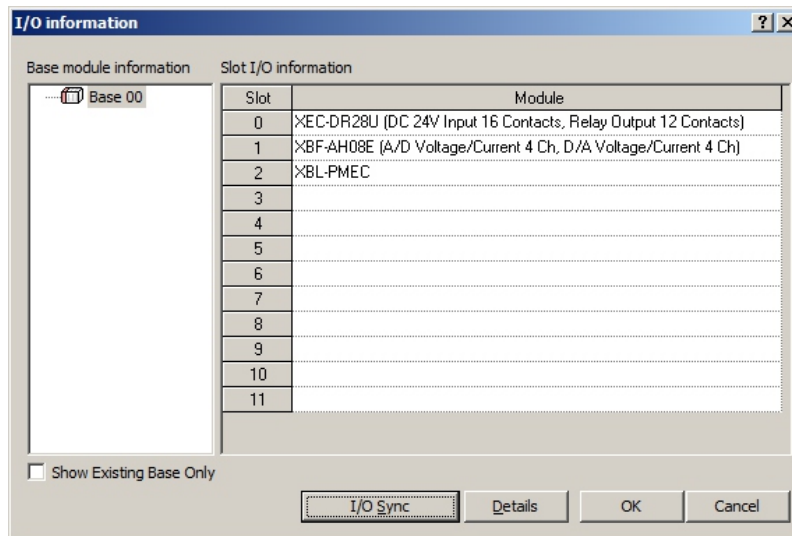 I/O information
Base module information
Slot I/O information
Base 00
Slot Module
0 XEC-DR28U (DC 24V Input 16 Contacts, Relay Output 12 Contacts)
1 XBF-AH08E (A/D Voltage/Current 4 Ch, D/A Voltage/Current 4 Ch)
2 XBL-PMEC
3
4
5
6
7
8
9
10
11
Show Existing Base Only
I/O Sync Details OK Cancel